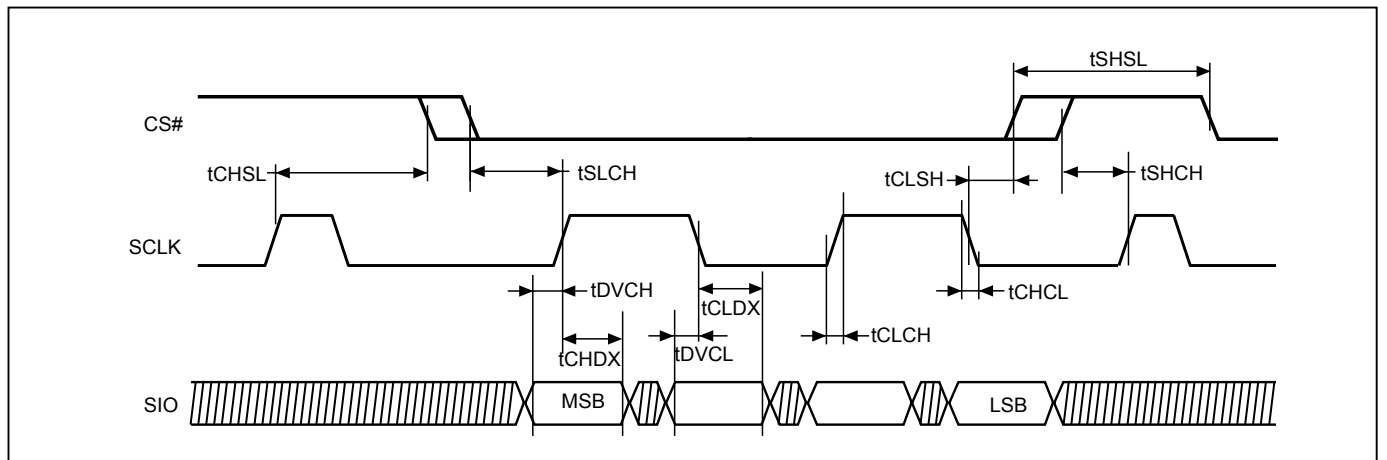 tSHSL
CS#
tCHSL
tSLCH
tCLSH
tSHCH
SCLK
tDVCH
tCLDX
tCHCL
tCHDX
tDVCL
tCLCH
SIO
MSB
LSB